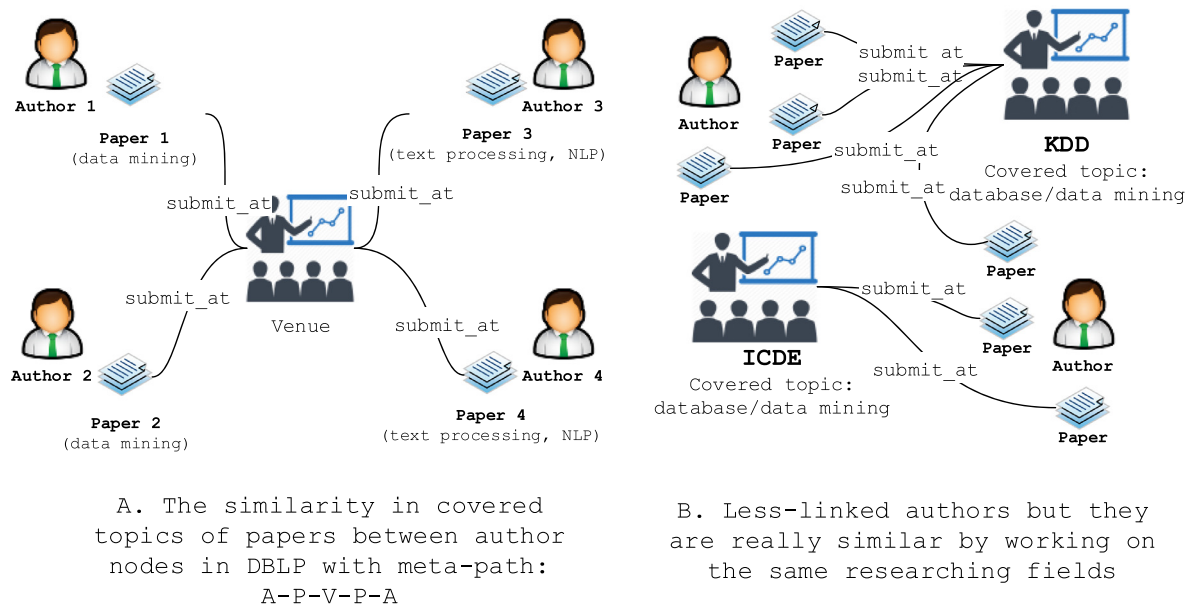 Author 1
Paper 1
(data mining)
Author 3
Paper 3
(text processing, NLP)
submit_at
submit_at
submit_at
Venue
submit_at
Author 2
Paper 2
(data mining)
Author 4
Paper 4
(text processing, NLP)
A. The similarity in covered
topics of papers between author
nodes in DBLP with meta-path:
A-P-V-P-A
Paper
submit_at
submit_at
Author
Paper
submit_at
Paper
KDD
Covered topic:
database/data mining
submit_at
Paper
submit_at
Paper
Author
ICDE
Covered topic:
database/data mining
submit_at
Paper
B. Less-linked authors but they
are really similar by working on
the same researching fields